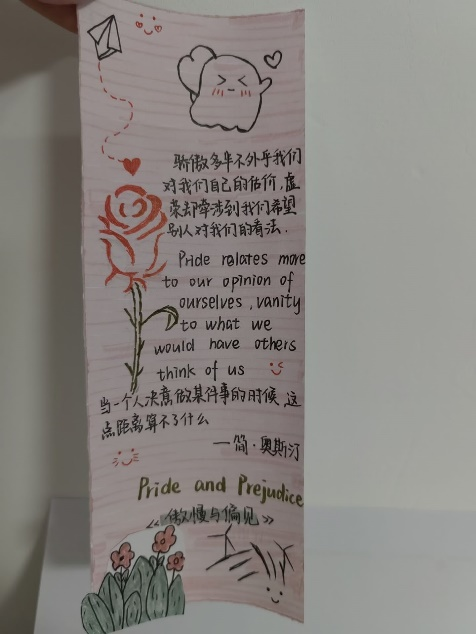 骄傲多半不外乎我们
对我们自己的估价,虚
荣却牵涉到我们希望
别人对我们的看法.
Pride relates more
to our opinion of
ourselves, vanity
to what we
would have others
think of us
当一个人决意做某件事的时候,这
点距离算不了什么
一简·奥斯汀
Pride and Prejudice
《傲慢与偏见》